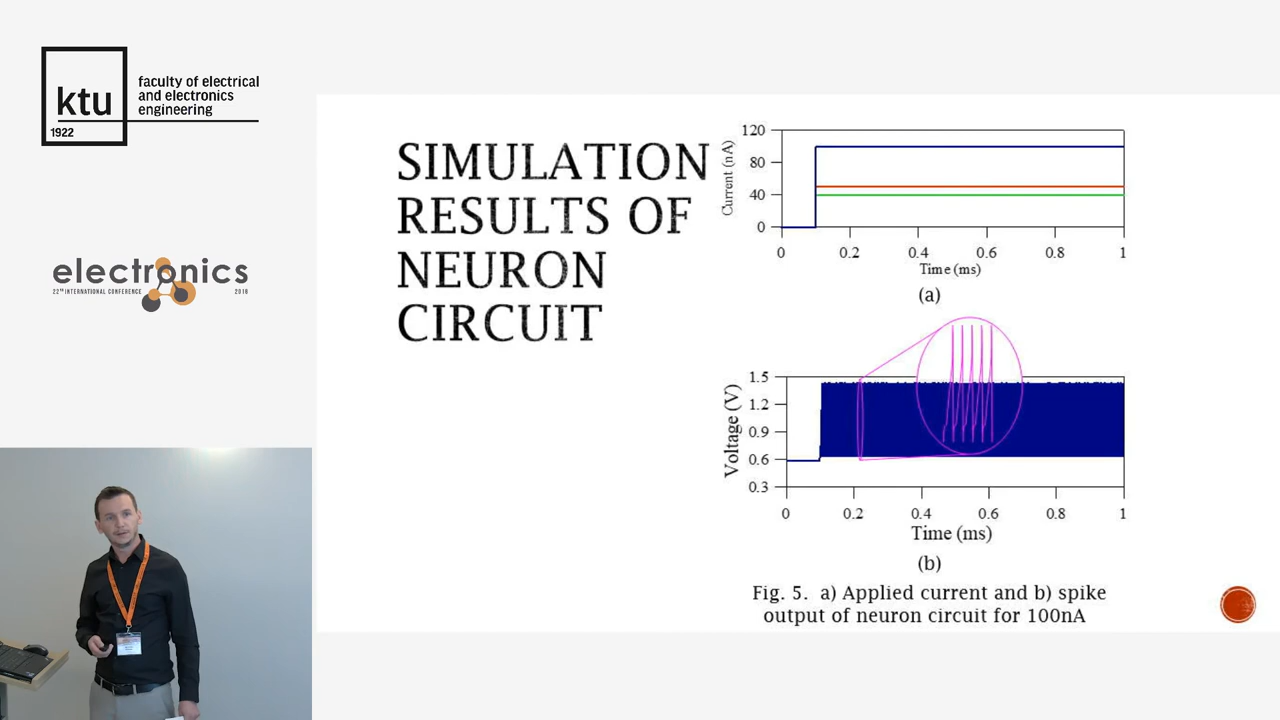 ktu
1922
faculty of electrical
and electronics
engineering
electronics
22ᵀᴴ INTERNATIONAL CONFERENCE 2018
SIMULATION
RESULTS OF
NEURON
CIRCUIT
Current (nA)
120
80
40
0
0 0.2 0.4 0.6 0.8 1
Time (ms)
(a)
Voltage (V)
1.5
1.2
0.9
0.6
0.3
0 0.2 0.4 0.6 0.8 1
Time (ms)
(b)
Fig. 5. a) Applied current and b) spike
output of neuron circuit for 100nA